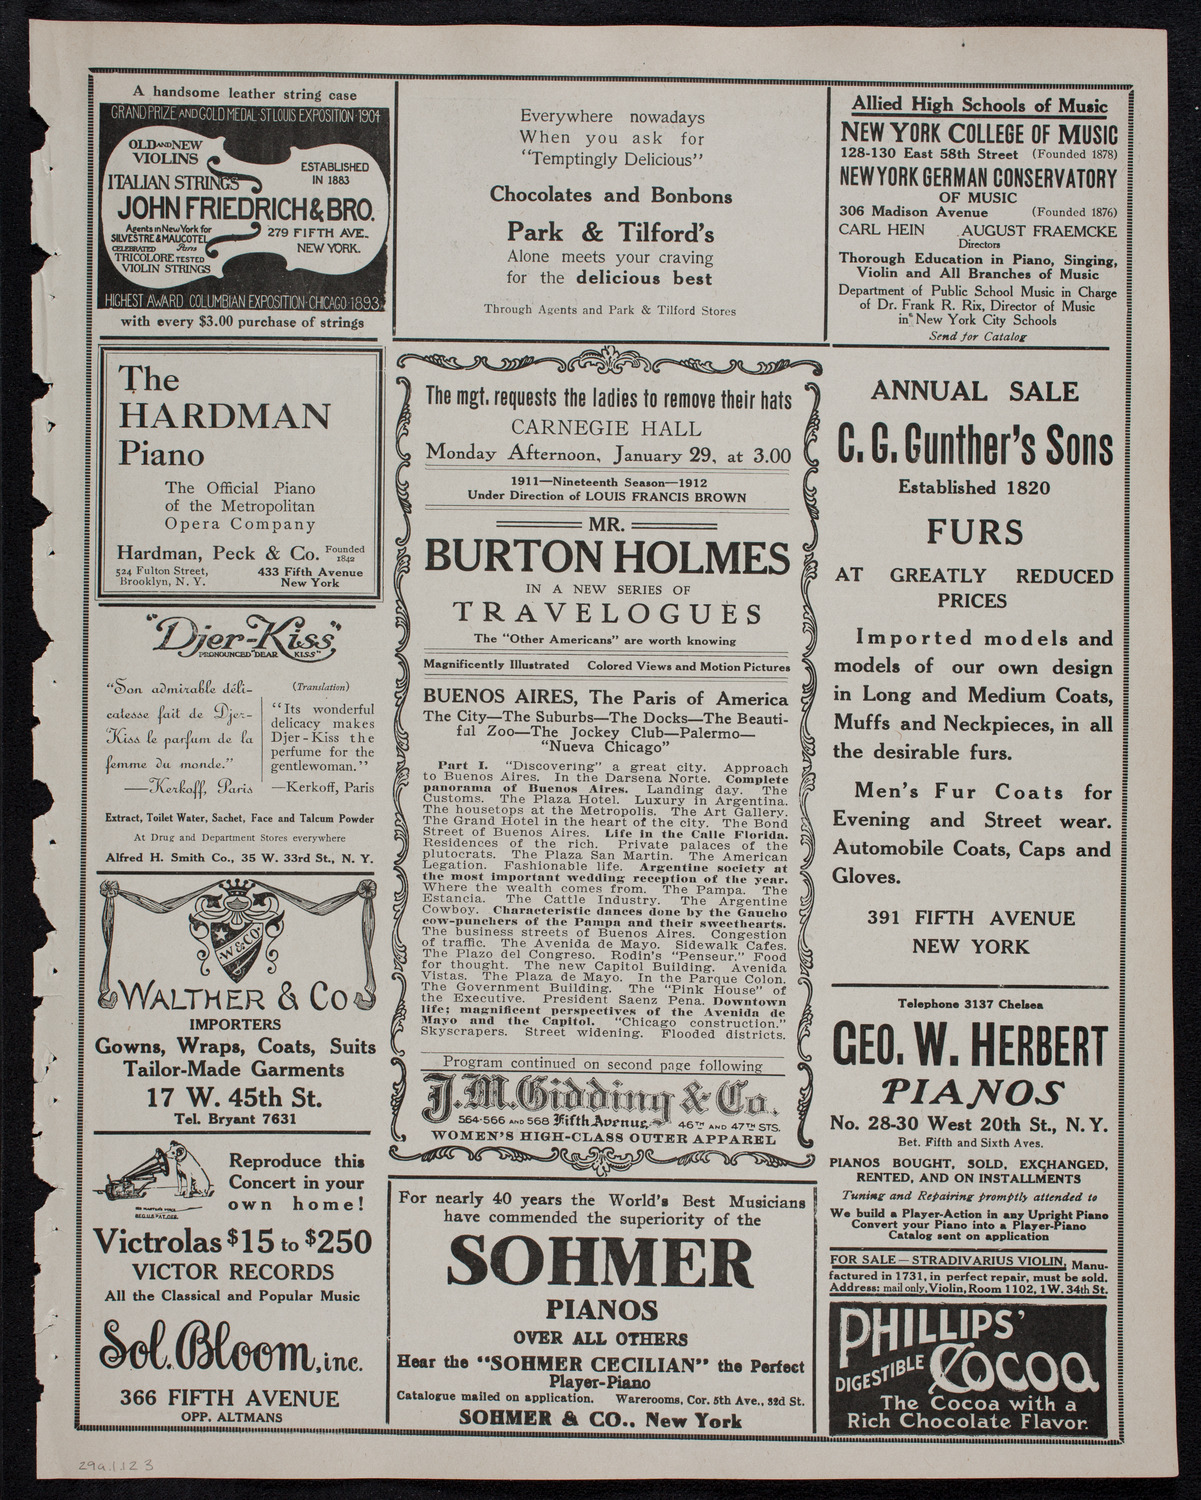 A handsome leather string case
GRAND PRIZE AND GOLD MEDAL-ST LOUIS EXPOSITION-1904
OLD AND NEW
VIOLINS
ITALIAN STRINGS
ESTABLISHED
IN 1883
JOHN FRIEDRICH & BRO.
Agents in New York for
SILVESTRE & MAUCOTEL
CELEBRATED Paris
TRICOLORE TESTED
VIOLIN STRINGS
279 FIFTH AVE.
NEW YORK.
HIGHEST AWARD COLUMBIAN EXPOSITION-CHICAGO-1893
with every $3.00 purchase of strings
The
HARDMAN
Piano
The Official Piano
of the Metropolitan
Opera Company
Hardman, Peck & Co. Founded 1842
524 Fulton Street,
Brooklyn, N. Y.
433 Fifth Avenue
New York
"Djer-Kiss"
PRONOUNCED "DEAR KISS"
"Son admirable déli-
catesse fait de Djer-
Kiss le parfum de la
femme du monde."
—Kerkoff, Paris
(Translation)
"Its wonderful
delicacy makes
Djer-Kiss the
perfume for the
gentlewoman."
—Kerkoff, Paris
Extract, Toilet Water, Sachet, Face and Talcum Powder
At Drug and Department Stores everywhere
Alfred H. Smith Co., 35 W. 33rd St., N. Y.
W & CO
WALTHER & CO
IMPORTERS
Gowns, Wraps, Coats, Suits
Tailor-Made Garments
17 W. 45th St.
Tel. Bryant 7631
Reproduce this
Concert in your
own home!
Victrolas $15 to $250
VICTOR RECORDS
All the Classical and Popular Music
Sol. Bloom, inc.
366 FIFTH AVENUE
OPP. ALTMANS
Everywhere nowadays
When you ask for
"Temptingly Delicious"
Chocolates and Bonbons
Park & Tilford's
Alone meets your craving
for the delicious best
Through Agents and Park & Tilford Stores
The mgt. requests the ladies to remove their hats
CARNEGIE HALL
Monday Afternoon, January 29, at 3.00
1911—Nineteenth Season—1912
Under Direction of LOUIS FRANCIS BROWN
MR.
BURTON HOLMES
IN A NEW SERIES OF
TRAVELOGUES
The "Other Americans" are worth knowing
Magnificently Illustrated Colored Views and Motion Pictures
BUENOS AIRES, The Paris of America
The City—The Suburbs—The Docks—The Beauti-
ful Zoo—The Jockey Club—Palermo—
"Nueva Chicago"
Part I. "Discovering" a great city. Approach
to Buenos Aires. In the Darsena Norte. Complete
panorama of Buenos Aires. Landing day. The
Customs. The Plaza Hotel. Luxury in Argentina.
The housetops at the Metropolis. The Art Gallery.
The Grand Hotel in the heart of the city. The Bond
Street of Buenos Aires. Life in the Calle Florida.
Residences of the rich. Private palaces of the
plutocrats. The Plaza San Martin. The American
Legation. Fashionable life. Argentine society at
the most important wedding reception of the year.
Where the wealth comes from. The Pampa. The
Estancia. The Cattle Industry. The Argentine
Cowboy. Characteristic dances done by the Gaucho
cow-punchers of the Pampa and their sweethearts.
The business streets of Buenos Aires. Congestion
of traffic. The Avenida de Mayo. Sidewalk Cafes.
The Plazo del Congreso. Rodin's "Penseur." Food
for thought. The new Capitol Building. Avenida
Vistas. The Plaza de Mayo. In the Parque Colon.
The Government Building. The "Pink House" of
the Executive. President Saenz Pena. Downtown
life; magnificent perspectives of the Avenida de
Mayo and the Capitol. "Chicago construction."
Skyscrapers. Street widening. Flooded districts.
Program continued on second page following
J.M. Gidding & Co.
564-566 AND 568 Fifth Avenue 46TH AND 47TH STS.
WOMEN'S HIGH-CLASS OUTER APPAREL
For nearly 40 years the World's Best Musicians
have commended the superiority of the
SOHMER
PIANOS
OVER ALL OTHERS
Hear the "SOHMER CECILIAN" the Perfect
Player-Piano
Catalogue mailed on application. Warerooms, Cor. 5th Ave., 32d St.
SOHMER & CO., New York
Allied High Schools of Music
NEW YORK COLLEGE OF MUSIC
128-130 East 58th Street (Founded 1878)
NEW YORK GERMAN CONSERVATORY
OF MUSIC
306 Madison Avenue (Founded 1876)
CARL HEIN AUGUST FRAEMCKE
Directors
Thorough Education in Piano, Singing,
Violin and All Branches of Music
Department of Public School Music in Charge
of Dr. Frank R. Rix, Director of Music
in New York City Schools
Send for Catalog
ANNUAL SALE
C. G. Gunther's Sons
Established 1820
FURS
AT GREATLY REDUCED
PRICES
Imported models and
models of our own design
in Long and Medium Coats,
Muffs and Neckpieces, in all
the desirable furs.
Men's Fur Coats for
Evening and Street wear.
Automobile Coats, Caps and
Gloves.
391 FIFTH AVENUE
NEW YORK
Telephone 3137 Chelsea
GEO. W. HERBERT
PIANOS
No. 28-30 West 20th St., N. Y.
Bet. Fifth and Sixth Aves.
PIANOS BOUGHT, SOLD, EXCHANGED,
RENTED, AND ON INSTALLMENTS
Tuning and Repairing promptly attended to
We build a Player-Action in any Upright Piano
Convert your Piano into a Player-Piano
Catalog sent on application
FOR SALE—STRADIVARIUS VIOLIN, Manu-
factured in 1731, in perfect repair, must be sold.
Address: mail only, Violin, Room 1102, 1 W. 34th St.
PHILLIPS'
DIGESTIBLE COCOA
The Cocoa with a
Rich Chocolate Flavor.
29a.1.12 3